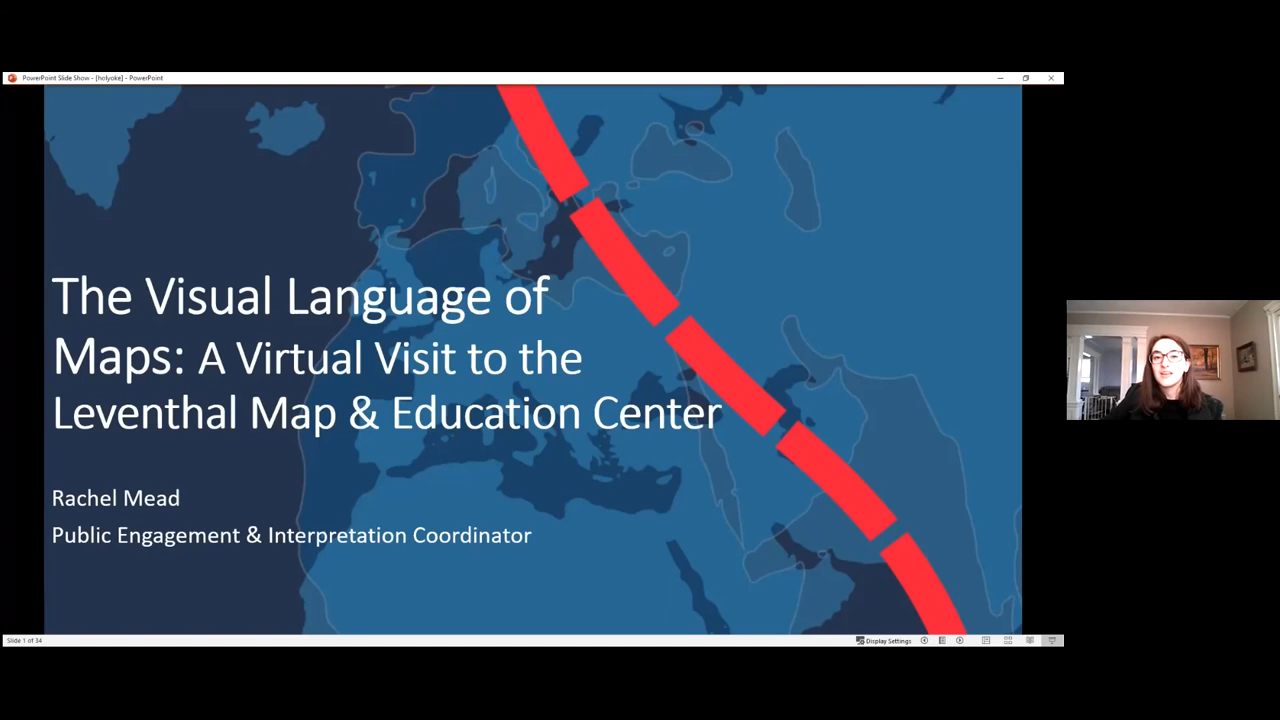 PowerPoint Slide Show - [holyoke] - PowerPoint
The Visual Language of
Maps: A Virtual Visit to the
Leventhal Map & Education Center
Rachel Mead
Public Engagement & Interpretation Coordinator
Slide 1 of 34
Display Settings